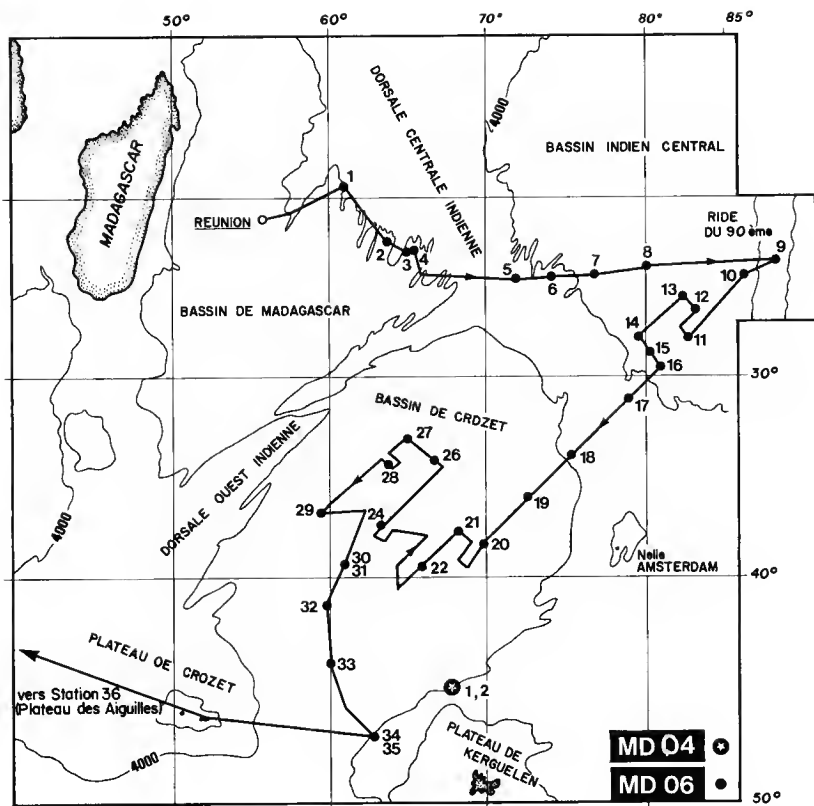 50° 60° 70° 80° 85°
MADAGASCAR
DORSALE CENTRALE INDIENNE
4000
BASSIN INDIEN CENTRAL
RÉUNION
1
2
3
4
5
6
7
8
9
10
RIDE
DU 90 ème
BASSIN DE MADAGASCAR
13
12
11
14
15
16
30°
17
BASSIN DE CROZET
27
26
28
18
DORSALE OUEST INDIENNE
29
24
19
21
20
22
4000
30
31
Nelle
AMSTERDAM
40°
32
PLATEAU DE CROZET
33
vers Station 36
(Plateau des Aiguilles)
1, 2
34
35
4000
PLATEAU DE
KERGUELEN
MD 04
MD 06
50°